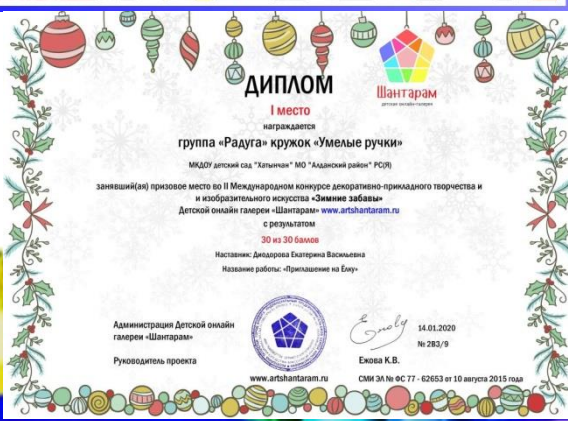 Шантарам
детская онлайн-галерея
ДИПЛОМ
I место
награждается
группа «Радуга» кружок «Умелые ручки»
МКДОУ детский сад "Хатынчан" МО "Алданский район" РС(Я)
занявший(ая) призовое место во II Международном конкурсе декоративно-прикладного творчества и
и изобразительного искусства «Зимние забавы»
Детской онлайн галереи «Шантарам» www.artshantaram.ru
с результатом
30 из 30 баллов
Наставник: Диодорова Екатерина Васильевна
Название работы: «Приглашение на Ёлку»
Администрация Детской онлайн
галереи «Шантарам»
14.01.2020
№ 2В3/9
Руководитель проекта
Ежова К.В.
www.artshantaram.ru
СМИ ЭЛ № ФС 77 - 62653 от 10 августа 2015 года